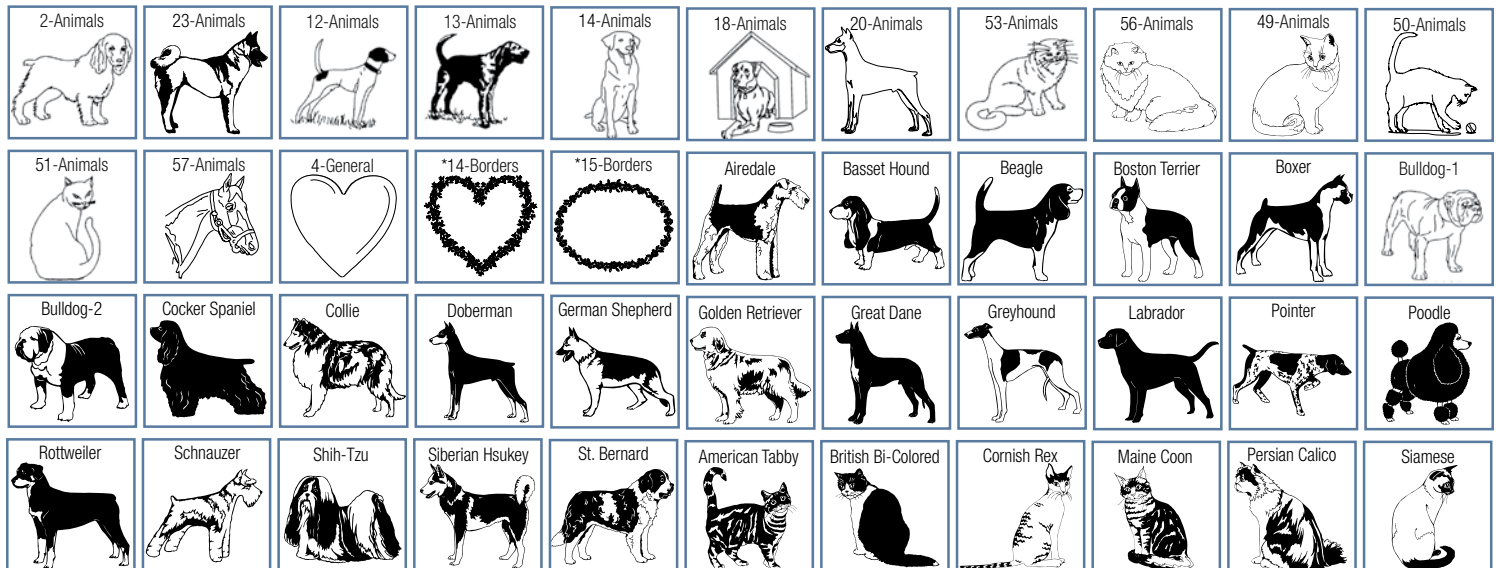 2-Animals
23-Animals
12-Animals
13-Animals
14-Animals
18-Animals
20-Animals
53-Animals
56-Animals
49-Animals
50-Animals
51-Animals
57-Animals
4-General
*14-Borders
*15-Borders
Airedale
Basset Hound
Beagle
Boston Terrier
Boxer
Bulldog-1
Bulldog-2
Cocker Spaniel
Collie
Doberman
German Shepherd
Golden Retriever
Great Dane
Greyhound
Labrador
Pointer
Poodle
Rottweiler
Schnauzer
Shih-Tzu
Siberian Hsukey
St. Bernard
American Tabby
British Bi-Colored
Cornish Rex
Maine Coon
Persian Calico
Siamese